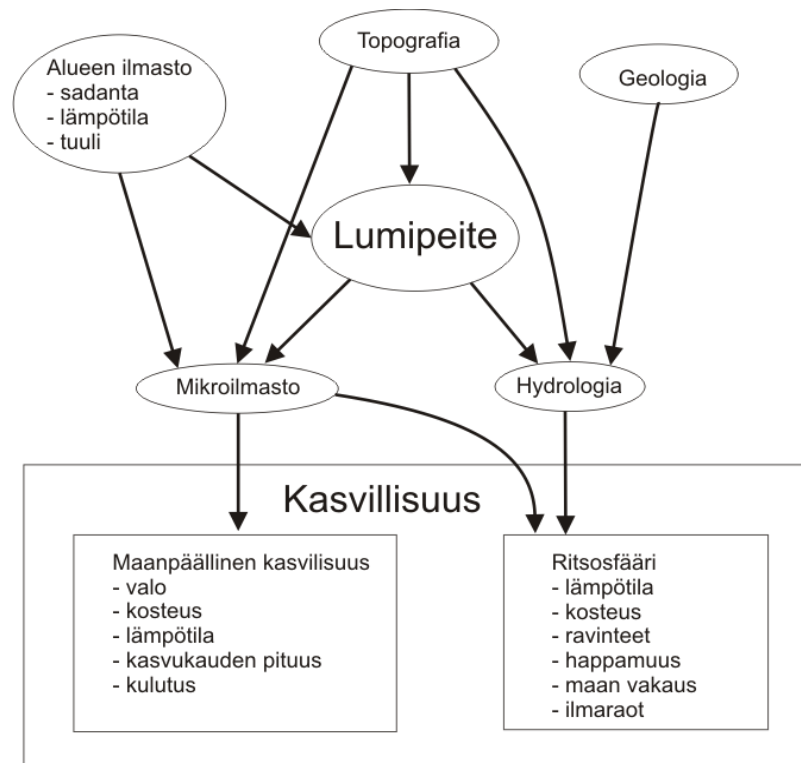 Topografia
Alueen ilmasto
- sadanta
- lämpötila
- tuuli
Geologia
Lumipeite
Mikroilmasto
Hydrologia
Kasvillisuus
Maanpäällinen kasvilisuus
- valo
- kosteus
- lämpötila
- kasvukauden pituus
- kulutus
Ritsosfääri
- lämpötila
- kosteus
- ravinteet
- happamuus
- maan vakaus
- ilmaraot